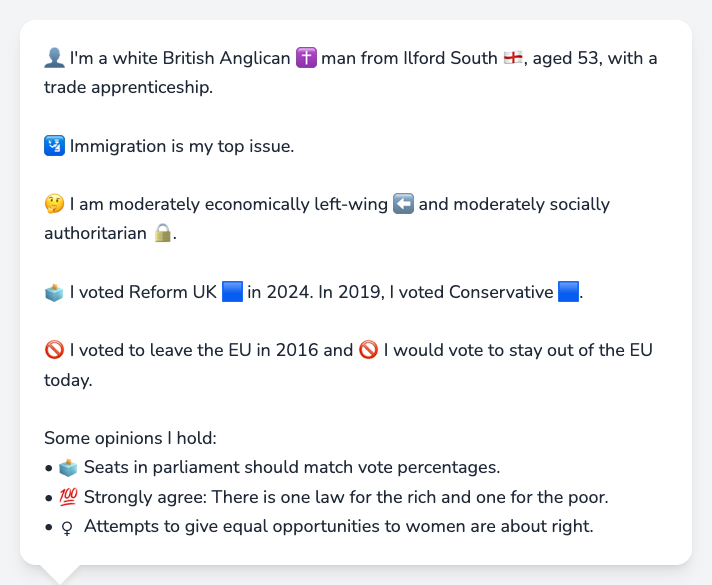 👤 I'm a white British Anglican ✝️ man from Ilford South 🏴󠁧󠁢󠁥󠁮󠁧󠁿, aged 53, with a
trade apprenticeship.
🛂 Immigration is my top issue.
🤔 I am moderately economically left-wing ⬅️ and moderately socially
authoritarian 🔒.
🗳️ I voted Reform UK 🟦 in 2024. In 2019, I voted Conservative 🟦.
🚫 I voted to leave the EU in 2016 and 🚫 I would vote to stay out of the EU
today.
Some opinions I hold:
• 🗳️ Seats in parliament should match vote percentages.
• 💯 Strongly agree: There is one law for the rich and one for the poor.
• ♀ Attempts to give equal opportunities to women are about right.